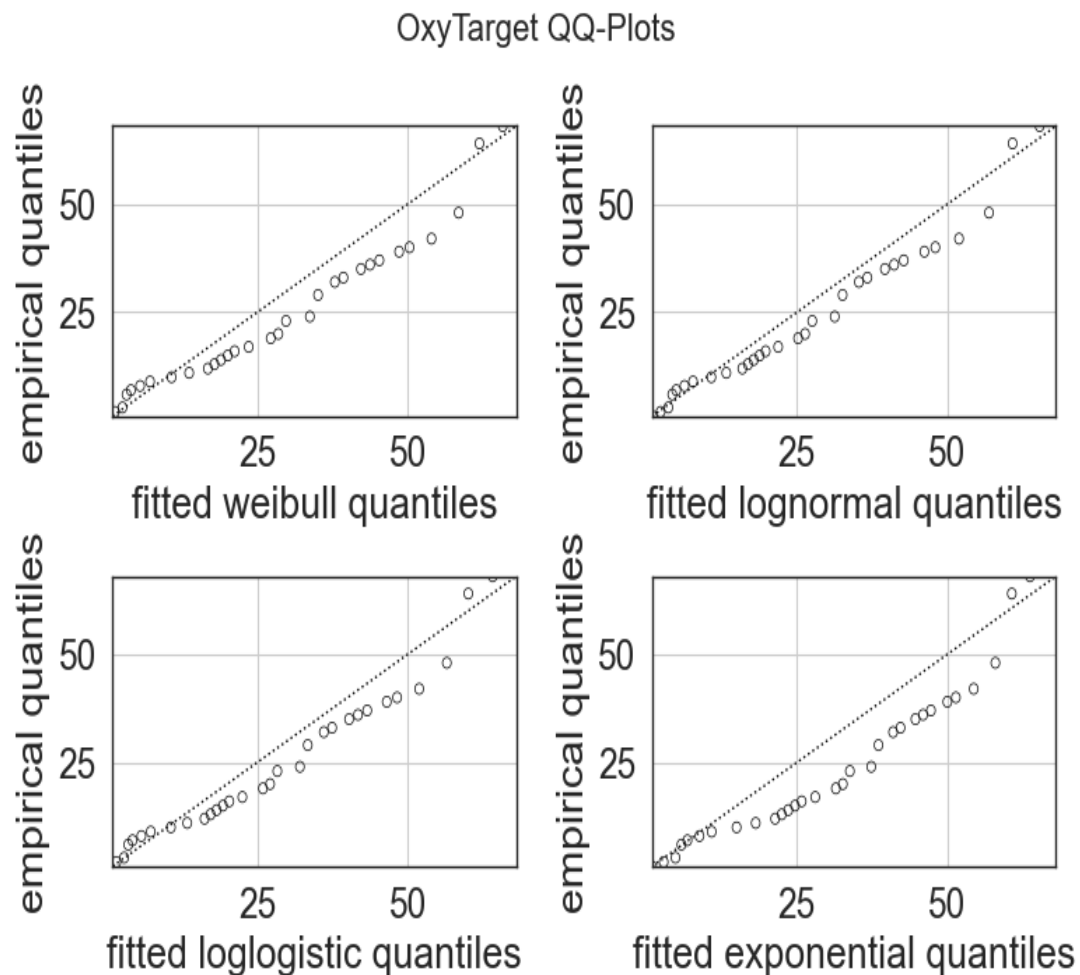 OxyTarget QQ-Plots
empirical quantiles
50
25
25
50
fitted weibull quantiles
empirical quantiles
50
25
25
50
fitted lognormal quantiles
empirical quantiles
50
25
25
50
fitted loglogistic quantiles
empirical quantiles
50
25
25
50
fitted exponential quantiles